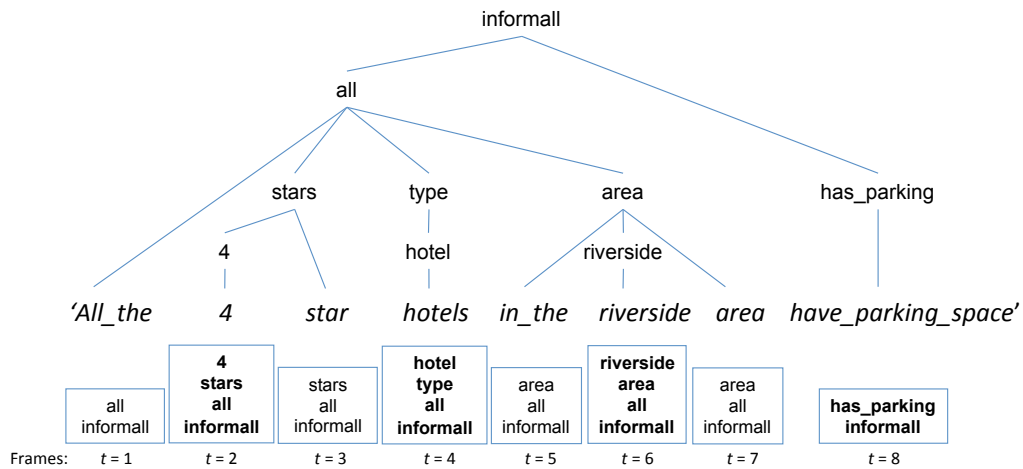 informall
all
stars type area has_parking
4 hotel riverside
‘All_the 4 star hotels in_the riverside area have_parking_space’
all
informall
4
stars
all
informall
stars
all
informall
hotel
type
all
informall
area
all
informall
riverside
area
all
informall
area
all
informall
has_parking
informall
Frames: t = 1 t = 2 t = 3 t = 4 t = 5 t = 6 t = 7 t = 8